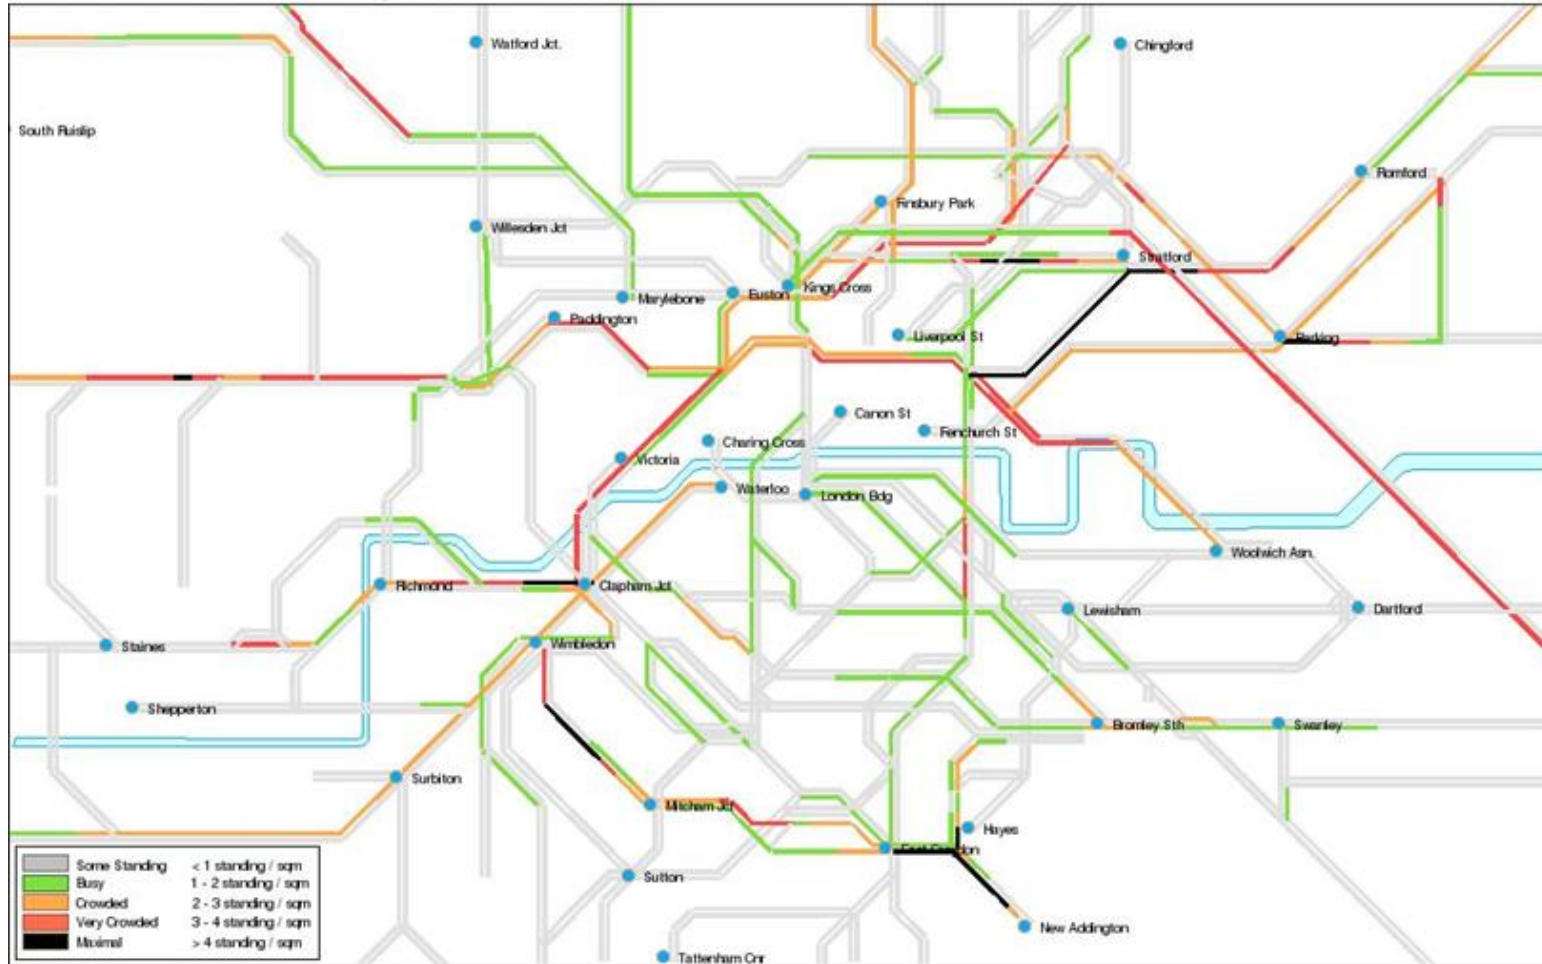 Watford Jct.
Chingford
South Ruislip
Romford
Finsbury Park
Willesden Jct
Stratford
Kings Cross
Euston
Marylebone
Paddington
Liverpool St
Barking
Canon St
Fenchurch St
Charing Cross
Victoria
Waterloo
London Bdg
Woolwich Asn.
Richmond
Clapham Jct
Lewisham
Dartford
Staines
Wimbledon
Shepperton
Bromley Sth
Swanley
Surbiton
Mitcham Jct
Hayes
East Croydon
Sutton
New Addington
Tattenham Cnr
Some Standing < 1 standing / sqm
Busy 1 - 2 standing / sqm
Crowded 2 - 3 standing / sqm
Very Crowded 3 - 4 standing / sqm
Maximal > 4 standing / sqm